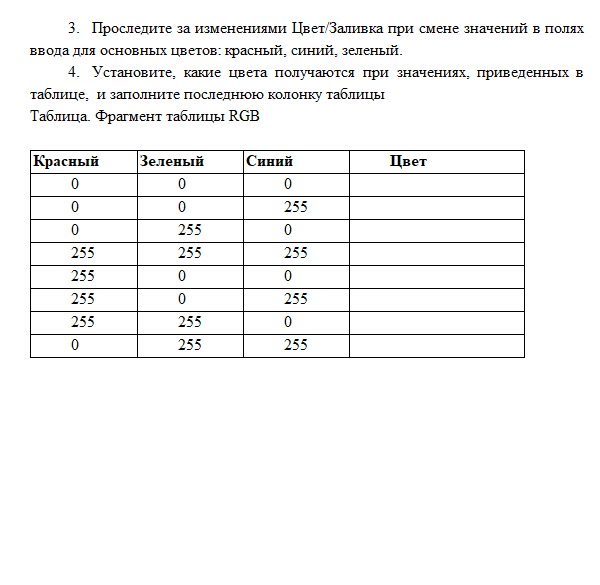 3. Проследите за изменениями Цвет/Заливка при смене значений в полях
ввода для основных цветов: красный, синий, зеленый.
4. Установите, какие цвета получаются при значениях, приведенных в
таблице, и заполните последнюю колонку таблицы
Таблица. Фрагмент таблицы RGB
Красный Зеленый Синий Цвет
0 0 0
0 0 255
0 255 0
255 255 255
255 0 0
255 0 255
255 255 0
0 255 255